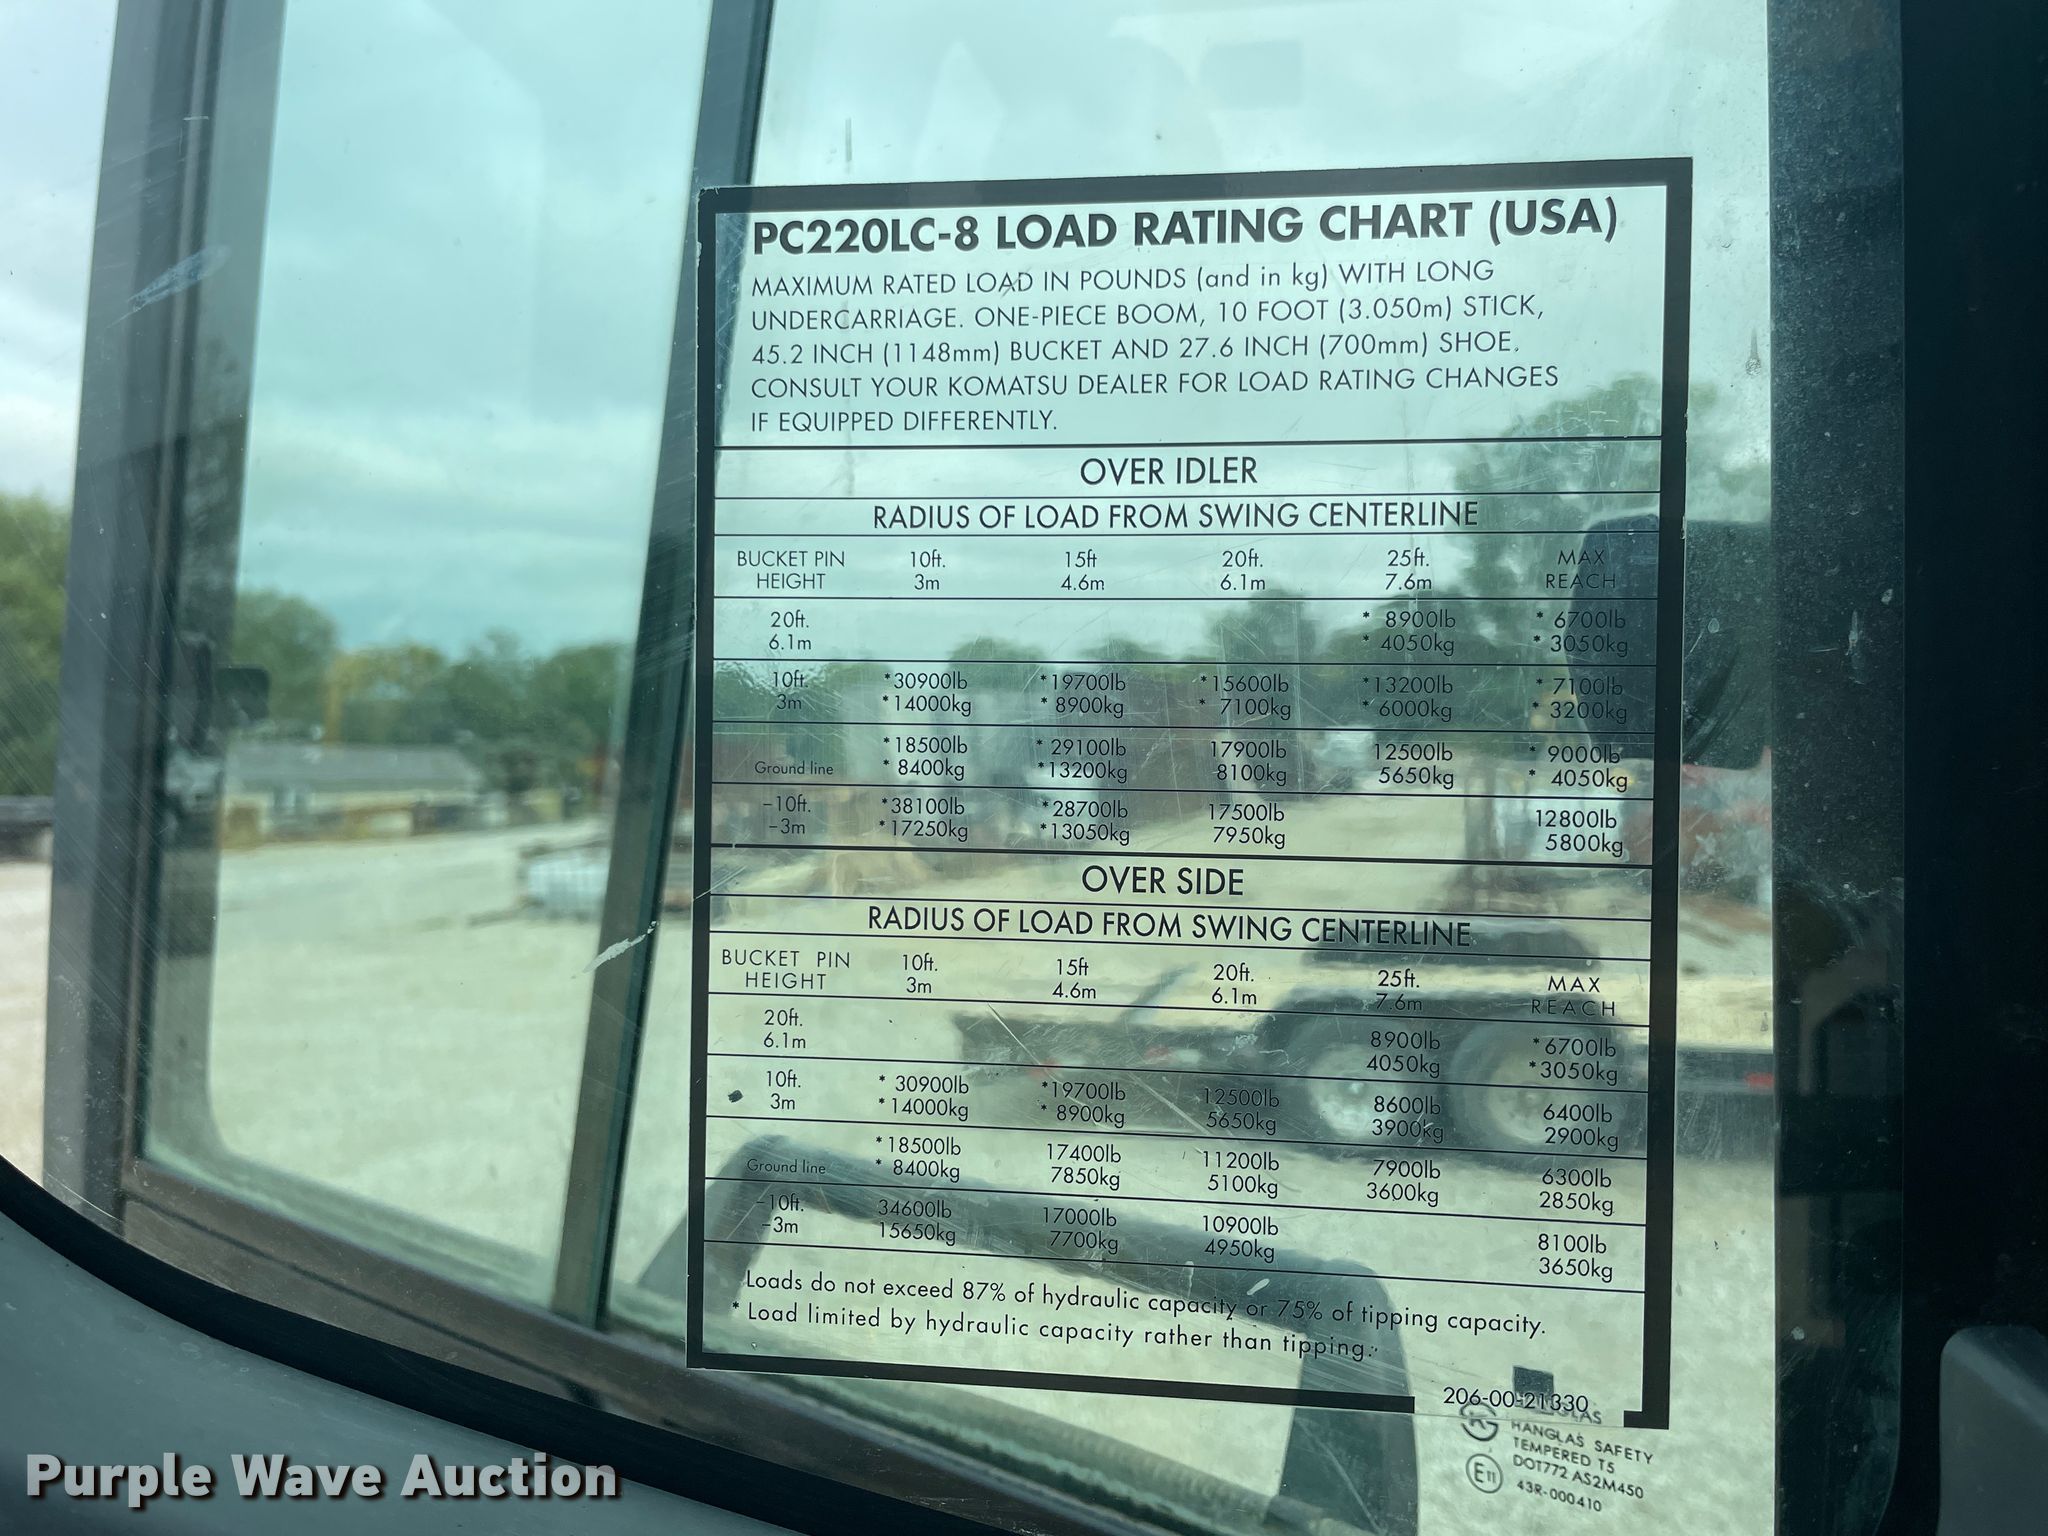 PC220LC-8 LOAD RATING CHART (USA)
MAXIMUM RATED LOAD IN POUNDS (and in kg) WITH LONG
UNDERCARRIAGE. ONE-PIECE BOOM, 10 FOOT (3.050m) STICK,
45.2 INCH (1148mm) BUCKET AND 27.6 INCH (700mm) SHOE.
CONSULT YOUR KOMATSU DEALER FOR LOAD RATING CHANGES
IF EQUIPPED DIFFERENTLY.
OVER IDLER
RADIUS OF LOAD FROM SWING CENTERLINE
BUCKET PIN 10ft. 15ft 20ft. 25ft. MAX
HEIGHT 3m 4.6m 6.1m 7.6m REACH
20ft. * 8900lb * 6700lb
6.1m * 4050kg * 3050kg
10ft. *30900lb *19700lb *15600lb *13200lb * 7100lb
3m *14000kg * 8900kg * 7100kg * 6000kg * 3200kg
*18500lb * 29100lb 17900lb 12500lb * 9000lb
Ground line * 8400kg *13200kg 8100kg 5650kg * 4050kg
-10ft. *38100lb *28700lb 17500lb 12800lb
-3m *17250kg *13050kg 7950kg 5800kg
OVER SIDE
RADIUS OF LOAD FROM SWING CENTERLINE
BUCKET PIN 10ft. 15ft 20ft. 25ft. MAX
HEIGHT 3m 4.6m 6.1m 7.6m REACH
20ft. 8900lb *6700lb
6.1m 4050kg *3050kg
10ft. * 30900lb *19700lb 12500lb 8600lb 6400lb
3m * 14000kg * 8900kg 5650kg 3900kg 2900kg
*18500lb 17400lb 11200lb 7900lb 6300lb
Ground line * 8400kg 7850kg 5100kg 3600kg 2850kg
-10ft. 34600lb 17000lb 10900lb 8100lb
-3m 15650kg 7700kg 4950kg 3650kg
Loads do not exceed 87% of hydraulic capacity or 75% of tipping capacity.
* Load limited by hydraulic capacity rather than tipping.
206-00-21330
HANGLAS SAFETY
TEMPERED T5
DOT772 AS2M450
E11
43R-000410
Purple Wave Auction